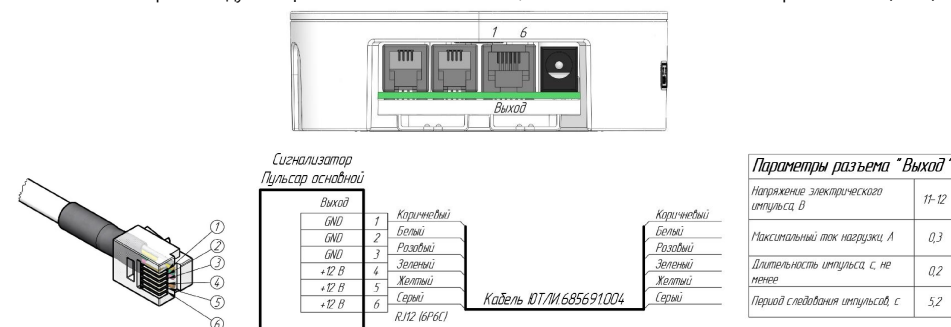 1 6
Выход
Сигнализатор
Пульсар основной
Выход
GND 1 Коричневый Коричневый
GND 2 Белый Белый
GND 3 Розовый Розовый
+12 В 4 Зеленый Зеленый
+12 В 5 Желтый Желтый
+12 В 6 Серый Кабель ЮТЛИ.685691.004 Серый
RJ12 (6P6C)
1
2
3
4
5
6
Параметры разъема "Выход"
Напряжение электрического импульса, В 11-12
Максимальный ток нагрузки, А 0,3
Длительность импульса, с, не менее 0,2
Период следования импульсов, с 5,2